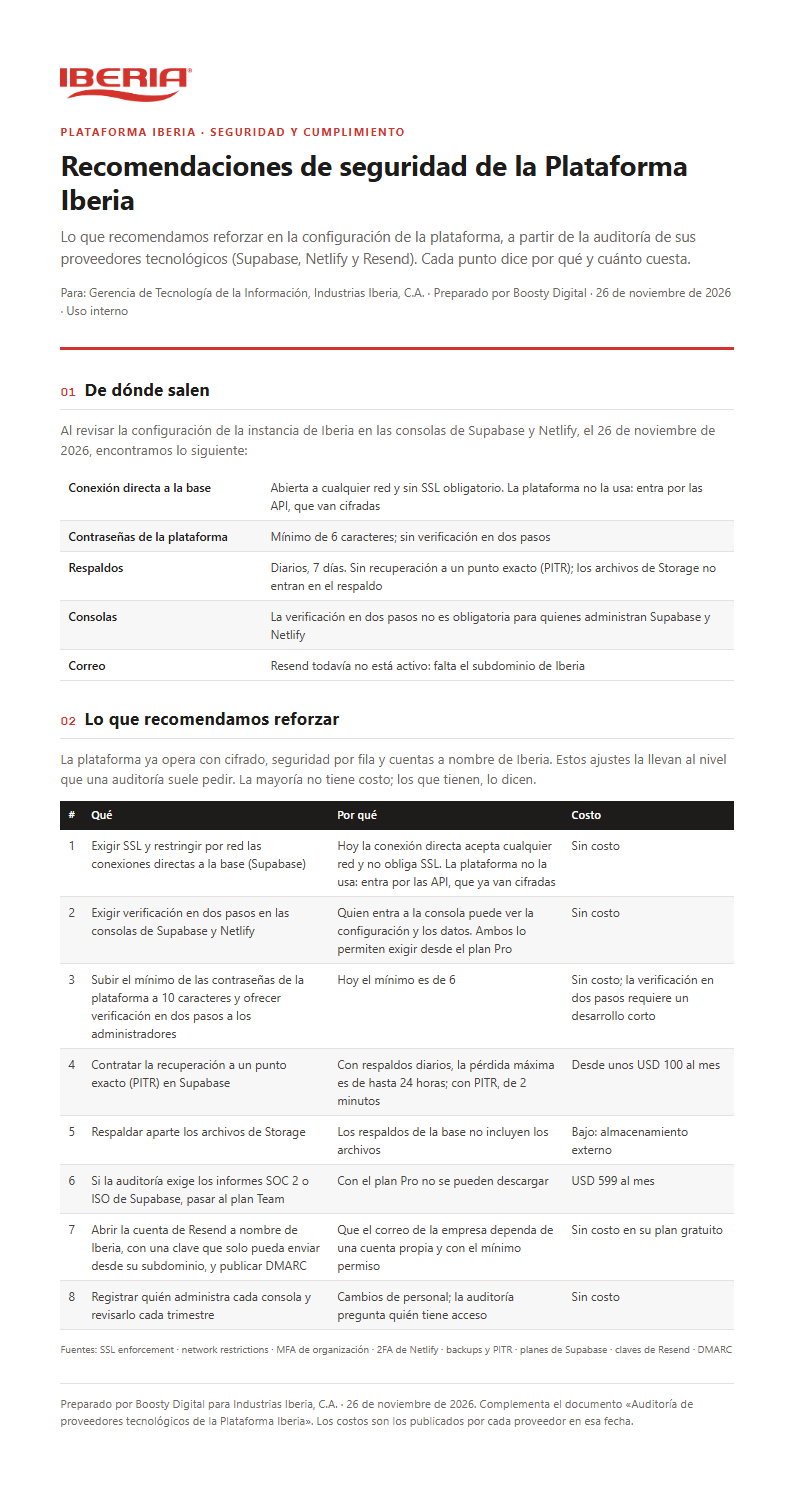 IBERIA®
PLATAFORMA IBERIA · SEGURIDAD Y CUMPLIMIENTO
Recomendaciones de seguridad de la Plataforma
Iberia
Lo que recomendamos reforzar en la configuración de la plataforma, a partir de la auditoría de sus
proveedores tecnológicos (Supabase, Netlify y Resend). Cada punto dice por qué y cuánto cuesta.
Para: Gerencia de Tecnología de la Información, Industrias Iberia, C.A. · Preparado por Boosty Digital · 26 de noviembre de 2026
· Uso interno
01 De dónde salen
Al revisar la configuración de la instancia de Iberia en las consolas de Supabase y Netlify, el 26 de noviembre de
2026, encontramos lo siguiente:
Conexión directa a la base
Abierta a cualquier red y sin SSL obligatorio. La plataforma no la usa: entra por las
API, que van cifradas
Contraseñas de la plataforma
Mínimo de 6 caracteres; sin verificación en dos pasos
Respaldos
Diarios, 7 días. Sin recuperación a un punto exacto (PITR); los archivos de Storage no
entran en el respaldo
Consolas
La verificación en dos pasos no es obligatoria para quienes administran Supabase y
Netlify
Correo
Resend todavía no está activo: falta el subdominio de Iberia
02 Lo que recomendamos reforzar
La plataforma ya opera con cifrado, seguridad por fila y cuentas a nombre de Iberia. Estos ajustes la llevan al nivel
que una auditoría suele pedir. La mayoría no tiene costo; los que tienen, lo dicen.
# Qué Por qué Costo
1
Exigir SSL y restringir por red las
conexiones directas a la base (Supabase)
Hoy la conexión directa acepta cualquier
red y no obliga SSL. La plataforma no la
usa: entra por las API, que ya van cifradas
Sin costo
2
Exigir verificación en dos pasos en las
consolas de Supabase y Netlify
Quien entra a la consola puede ver la
configuración y los datos. Ambos lo
permiten exigir desde el plan Pro
Sin costo
3
Subir el mínimo de las contraseñas de la
plataforma a 10 caracteres y ofrecer
verificación en dos pasos a los
administradores
Hoy el mínimo es de 6
Sin costo; la verificación en
dos pasos requiere un
desarrollo corto
4
Contratar la recuperación a un punto
exacto (PITR) en Supabase
Con respaldos diarios, la pérdida máxima
es de hasta 24 horas; con PITR, de 2
minutos
Desde unos USD 100 al mes
5
Respaldar aparte los archivos de Storage
Los respaldos de la base no incluyen los
archivos
Bajo: almacenamiento
externo
6
Si la auditoría exige los informes SOC 2 o
ISO de Supabase, pasar al plan Team
Con el plan Pro no se pueden descargar
USD 599 al mes
7
Abrir la cuenta de Resend a nombre de
Iberia, con una clave que solo pueda enviar
desde su subdominio, y publicar DMARC
Que el correo de la empresa dependa de
una cuenta propia y con el mínimo
permiso
Sin costo en su plan gratuito
8
Registrar quién administra cada consola y
revisarlo cada trimestre
Cambios de personal; la auditoría
pregunta quién tiene acceso
Sin costo
Fuentes: SSL enforcement · network restrictions · MFA de organización · 2FA de Netlify · backups y PITR · planes de Supabase · claves de Resend · DMARC
Preparado por Boosty Digital para Industrias Iberia, C.A. · 26 de noviembre de 2026. Complementa el documento «Auditoría de
proveedores tecnológicos de la Plataforma Iberia». Los costos son los publicados por cada proveedor en esa fecha.